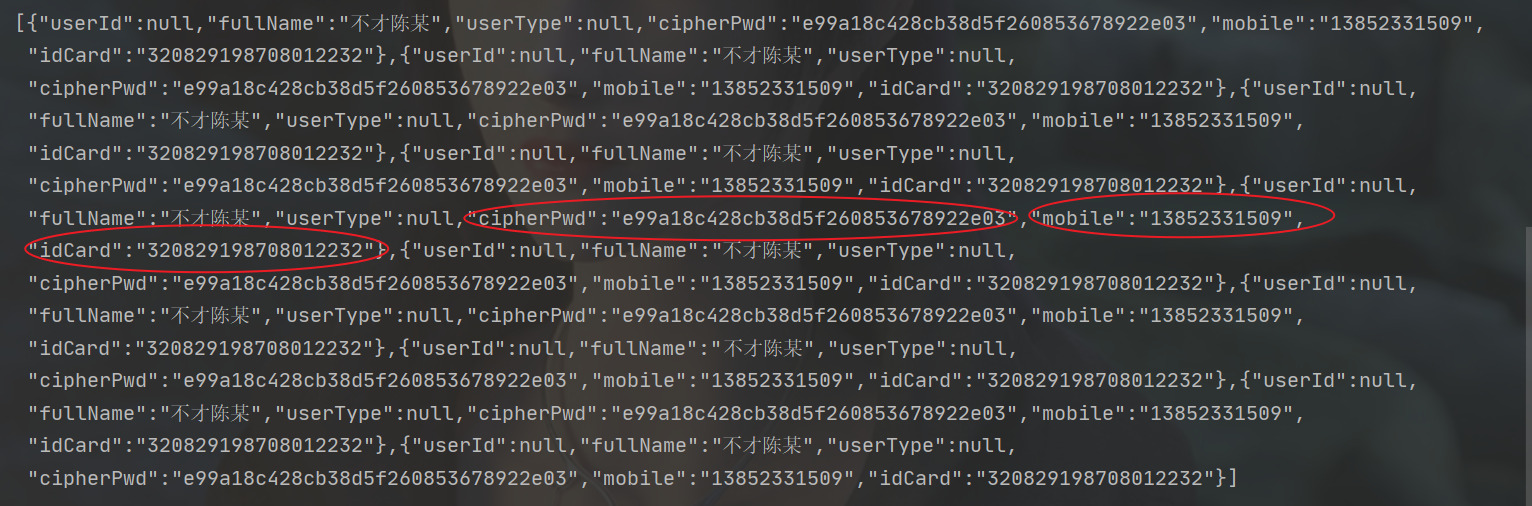 [{"userId":null,"fullName":"不才陈某","userType":null,"cipherPwd":"e99a18c428cb38d5f260853678922e03","mobile":"13852331509",
"idCard":"320829198708012232"},{"userId":null,"fullName":"不才陈某","userType":null,
"cipherPwd":"e99a18c428cb38d5f260853678922e03","mobile":"13852331509","idCard":"320829198708012232"},{"userId":null,
"fullName":"不才陈某","userType":null,"cipherPwd":"e99a18c428cb38d5f260853678922e03","mobile":"13852331509",
"idCard":"320829198708012232"},{"userId":null,"fullName":"不才陈某","userType":null,
"cipherPwd":"e99a18c428cb38d5f260853678922e03","mobile":"13852331509","idCard":"320829198708012232"},{"userId":null,
"fullName":"不才陈某","userType":null,"cipherPwd":"e99a18c428cb38d5f260853678922e03","mobile":"13852331509",
"idCard":"320829198708012232"},{"userId":null,"fullName":"不才陈某","userType":null,
"cipherPwd":"e99a18c428cb38d5f260853678922e03","mobile":"13852331509","idCard":"320829198708012232"},{"userId":null,
"fullName":"不才陈某","userType":null,"cipherPwd":"e99a18c428cb38d5f260853678922e03","mobile":"13852331509",
"idCard":"320829198708012232"},{"userId":null,"fullName":"不才陈某","userType":null,
"cipherPwd":"e99a18c428cb38d5f260853678922e03","mobile":"13852331509","idCard":"320829198708012232"},{"userId":null,
"fullName":"不才陈某","userType":null,"cipherPwd":"e99a18c428cb38d5f260853678922e03","mobile":"13852331509",
"idCard":"320829198708012232"},{"userId":null,"fullName":"不才陈某","userType":null,
"cipherPwd":"e99a18c428cb38d5f260853678922e03","mobile":"13852331509","idCard":"320829198708012232"}]